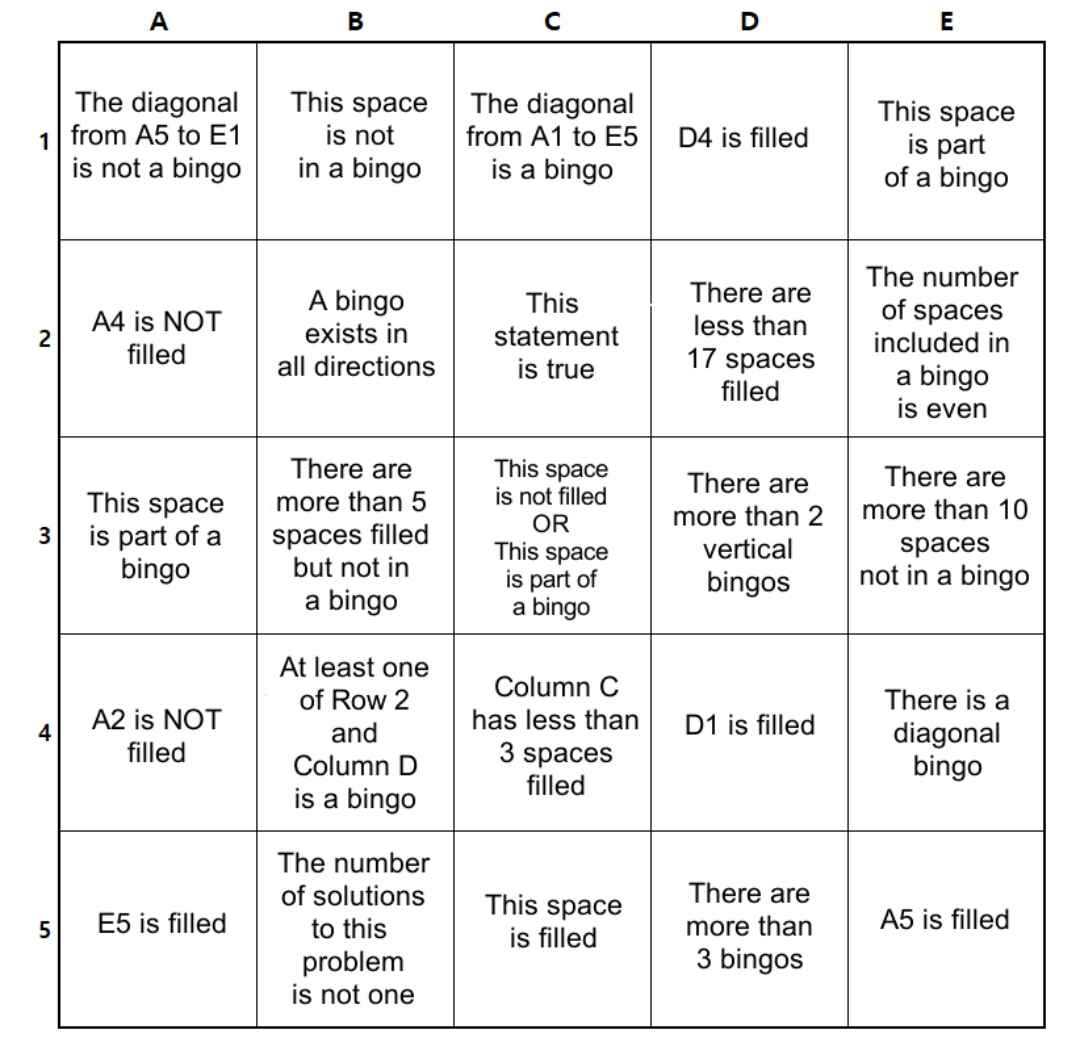 A B C D E
1
The diagonal
from A5 to E1
is not a bingo
This space
is not
in a bingo
The diagonal
from A1 to E5
is a bingo
D4 is filled
This space
is part
of a bingo
2
A4 is NOT
filled
A bingo
exists in
all directions
This
statement
is true
There are
less than
17 spaces
filled
The number
of spaces
included in
a bingo
is even
3
This space
is part of a
bingo
There are
more than 5
spaces filled
but not in
a bingo
This space
is not filled
OR
This space
is part of
a bingo
There are
more than 2
vertical
bingos
There are
more than 10
spaces
not in a bingo
4
A2 is NOT
filled
At least one
of Row 2
and
Column D
is a bingo
Column C
has less than
3 spaces
filled
D1 is filled
There is a
diagonal
bingo
5
E5 is filled
The number
of solutions
to this
problem
is not one
This space
is filled
There are
more than
3 bingos
A5 is filled